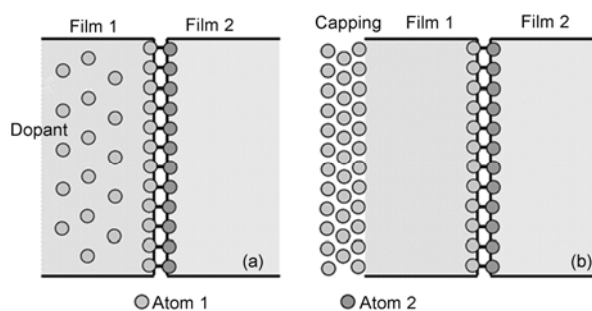 Film 1 Film 2
Dopant
(a)
Capping Film 1 Film 2
(b)
Atom 1 Atom 2